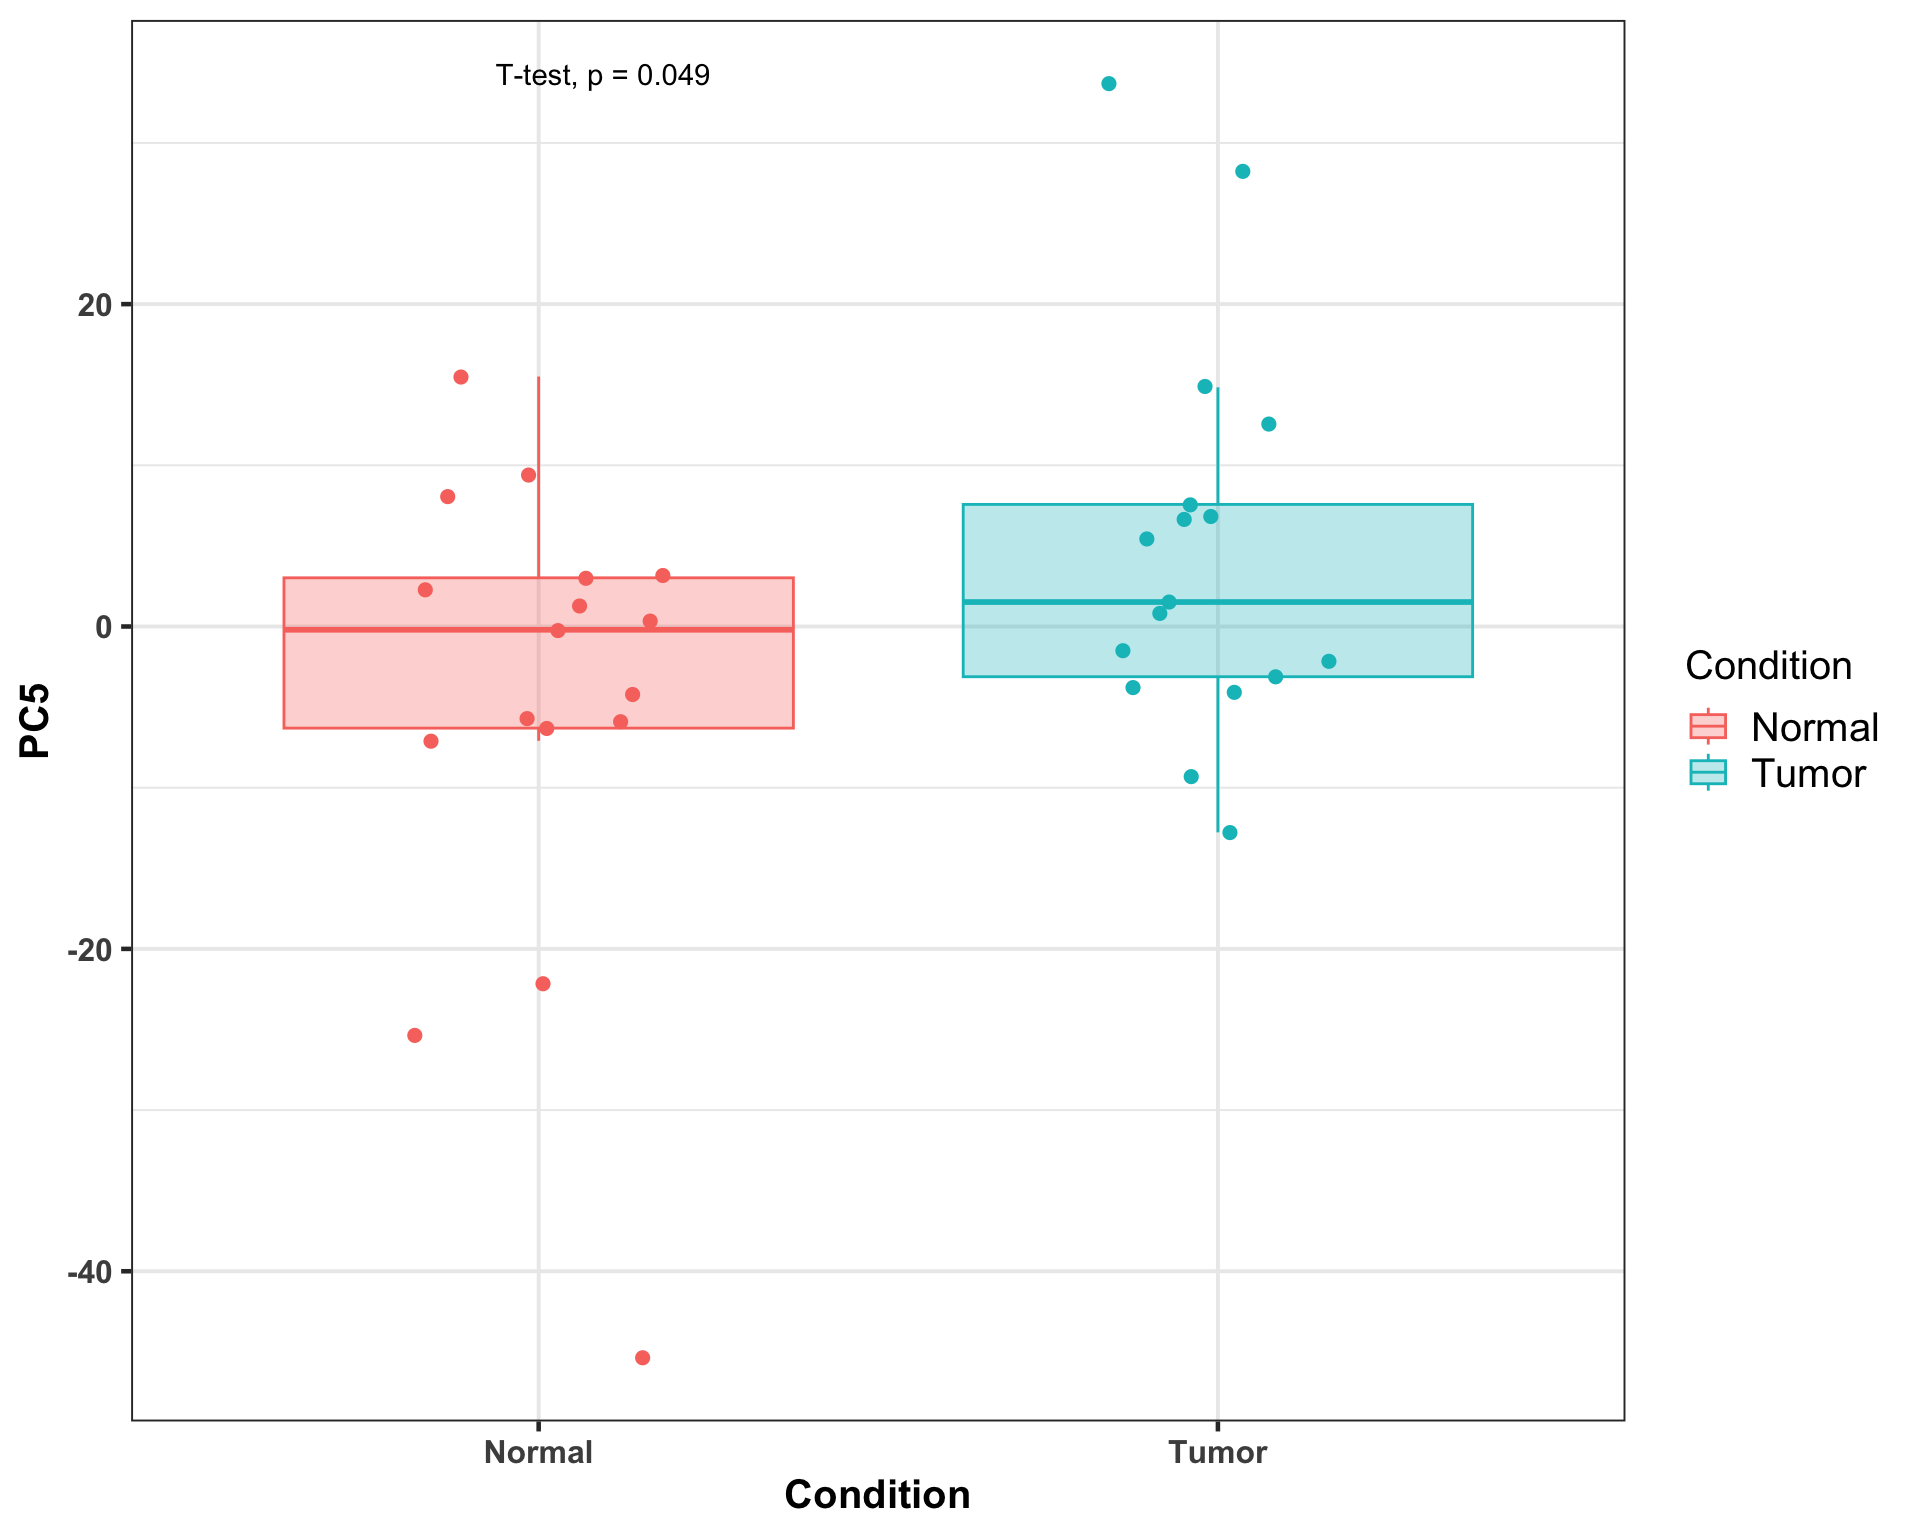 T-test, p = 0.049
20
0
-20
-40
PC5
Normal
Tumor
Condition
Condition
Normal
Tumor